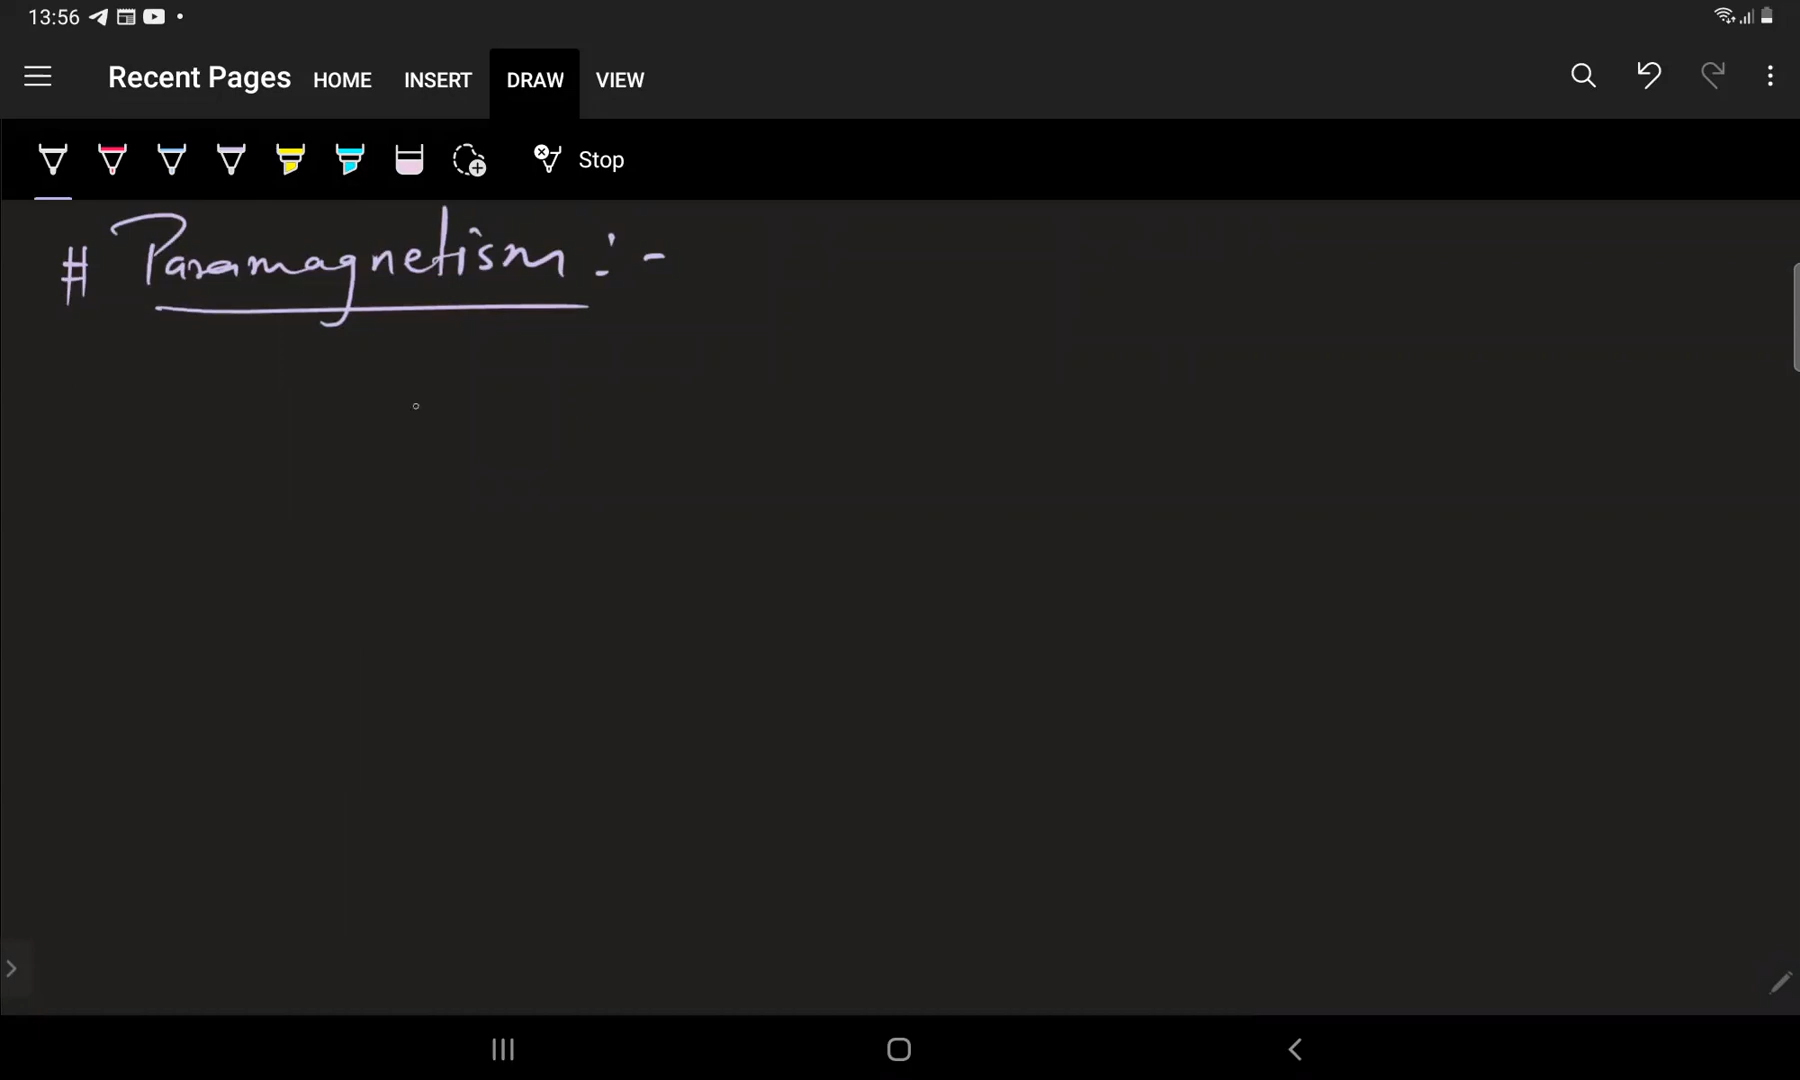 13:56
Recent Pages HOME INSERT DRAW VIEW
Stop
# Paramagnetism :-